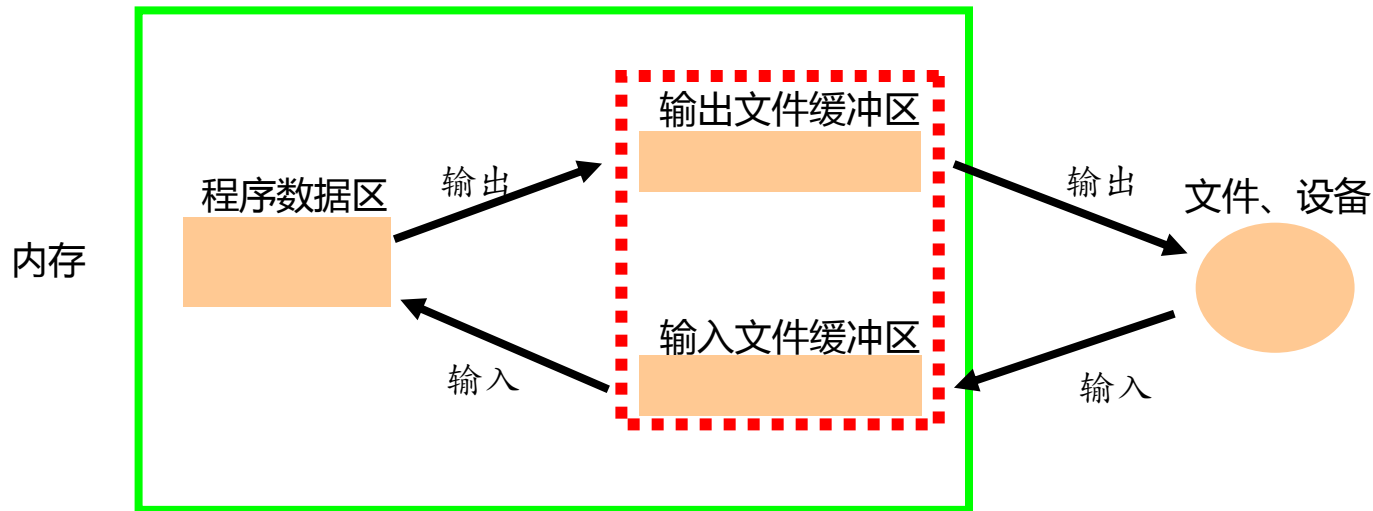 输出文件缓冲区
程序数据区
输出
输出
文件、设备
内存
输入文件缓冲区
输入
输入